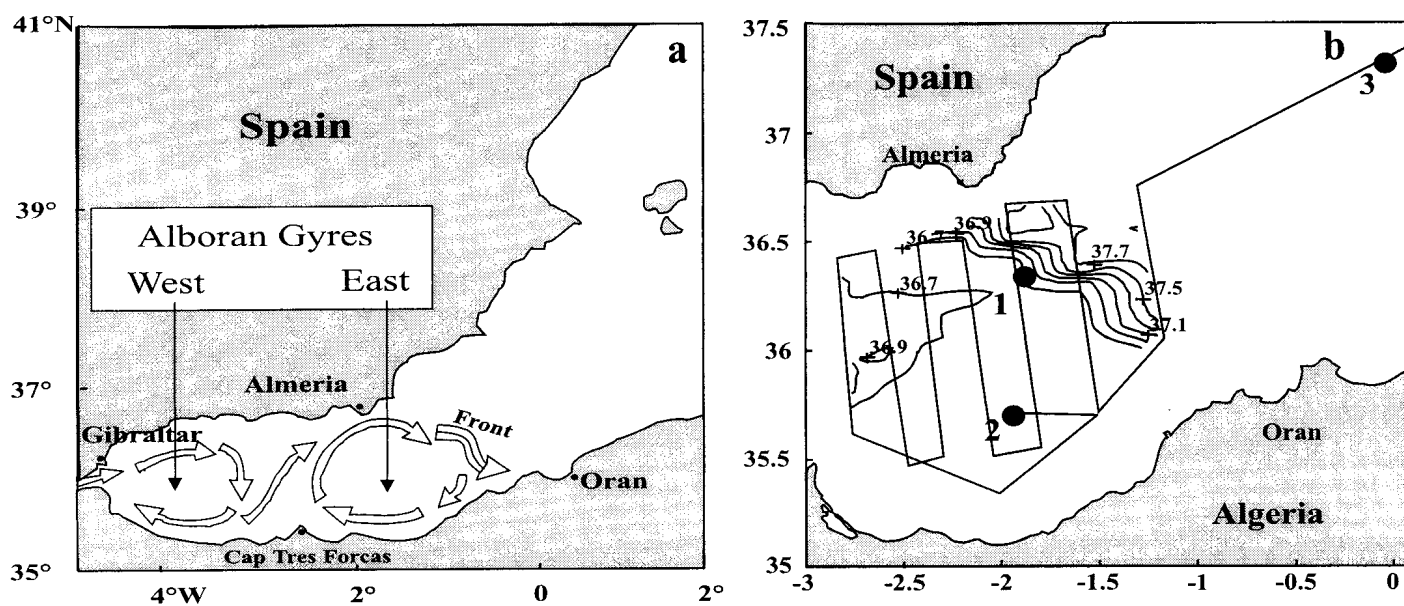 41°N
39°
37°
35°
4°W
2°
0
2°
a
Spain
Alboran Gyres
West East
Almeria
Gibraltar
Front
Oran
Cap Tres Forcas
37.5
37
36.5
36
35.5
35
-3 -2.5 -2 -1.5 -1 -0.5 0
b
Spain
3
Almeria
36.7 36.9
37.7
36.7
37.5
1
37.1
36.9
2
Oran
Algeria